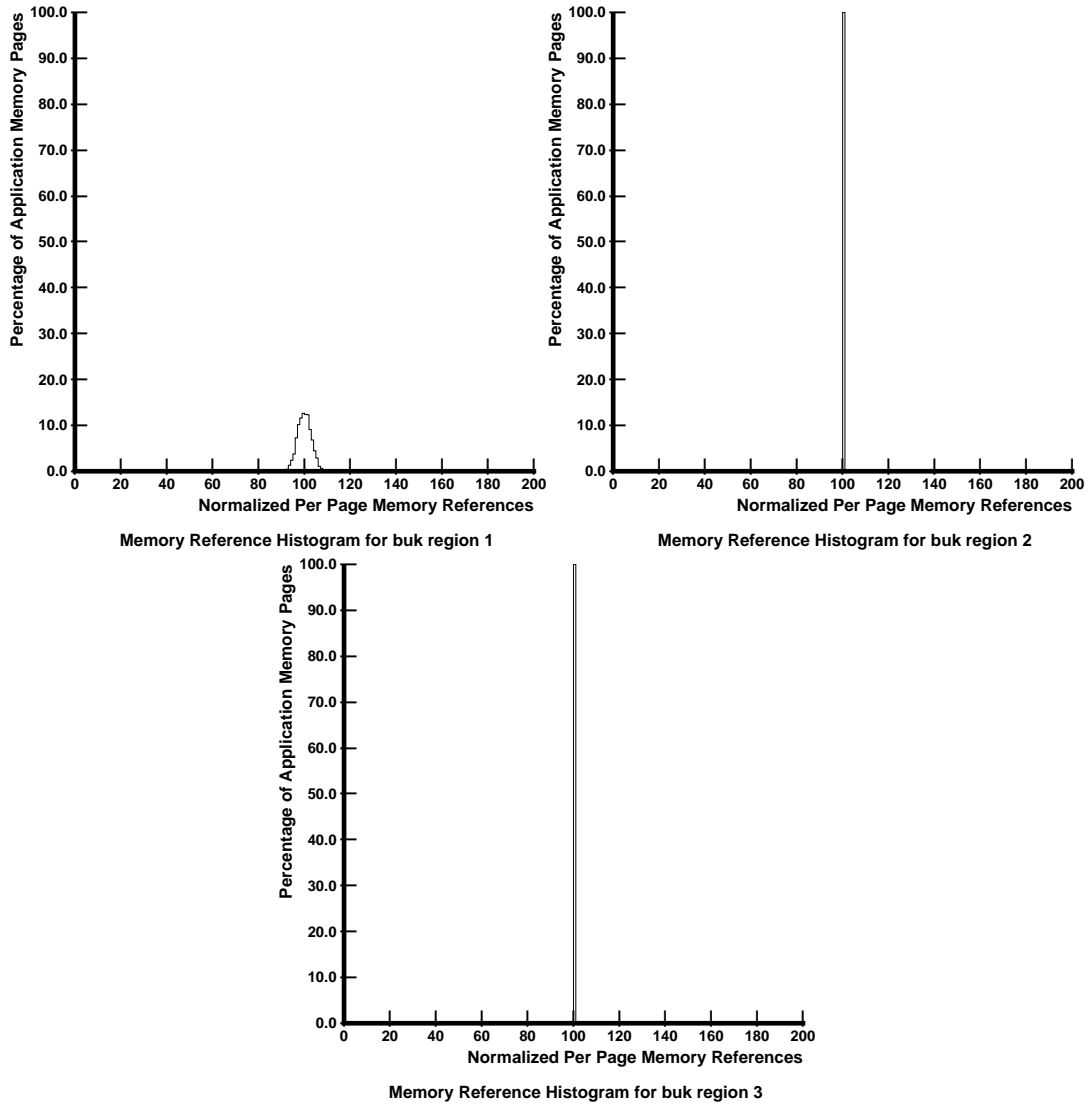 Percentage of Application Memory Pages
100.0
90.0
80.0
70.0
60.0
50.0
40.0
30.0
20.0
10.0
0.0
0 20 40 60 80 100 120 140 160 180 200
Normalized Per Page Memory References
Memory Reference Histogram for buk region 1
Percentage of Application Memory Pages
100.0
90.0
80.0
70.0
60.0
50.0
40.0
30.0
20.0
10.0
0.0
0 20 40 60 80 100 120 140 160 180 200
Normalized Per Page Memory References
Memory Reference Histogram for buk region 2
Percentage of Application Memory Pages
100.0
90.0
80.0
70.0
60.0
50.0
40.0
30.0
20.0
10.0
0.0
0 20 40 60 80 100 120 140 160 180 200
Normalized Per Page Memory References
Memory Reference Histogram for buk region 3